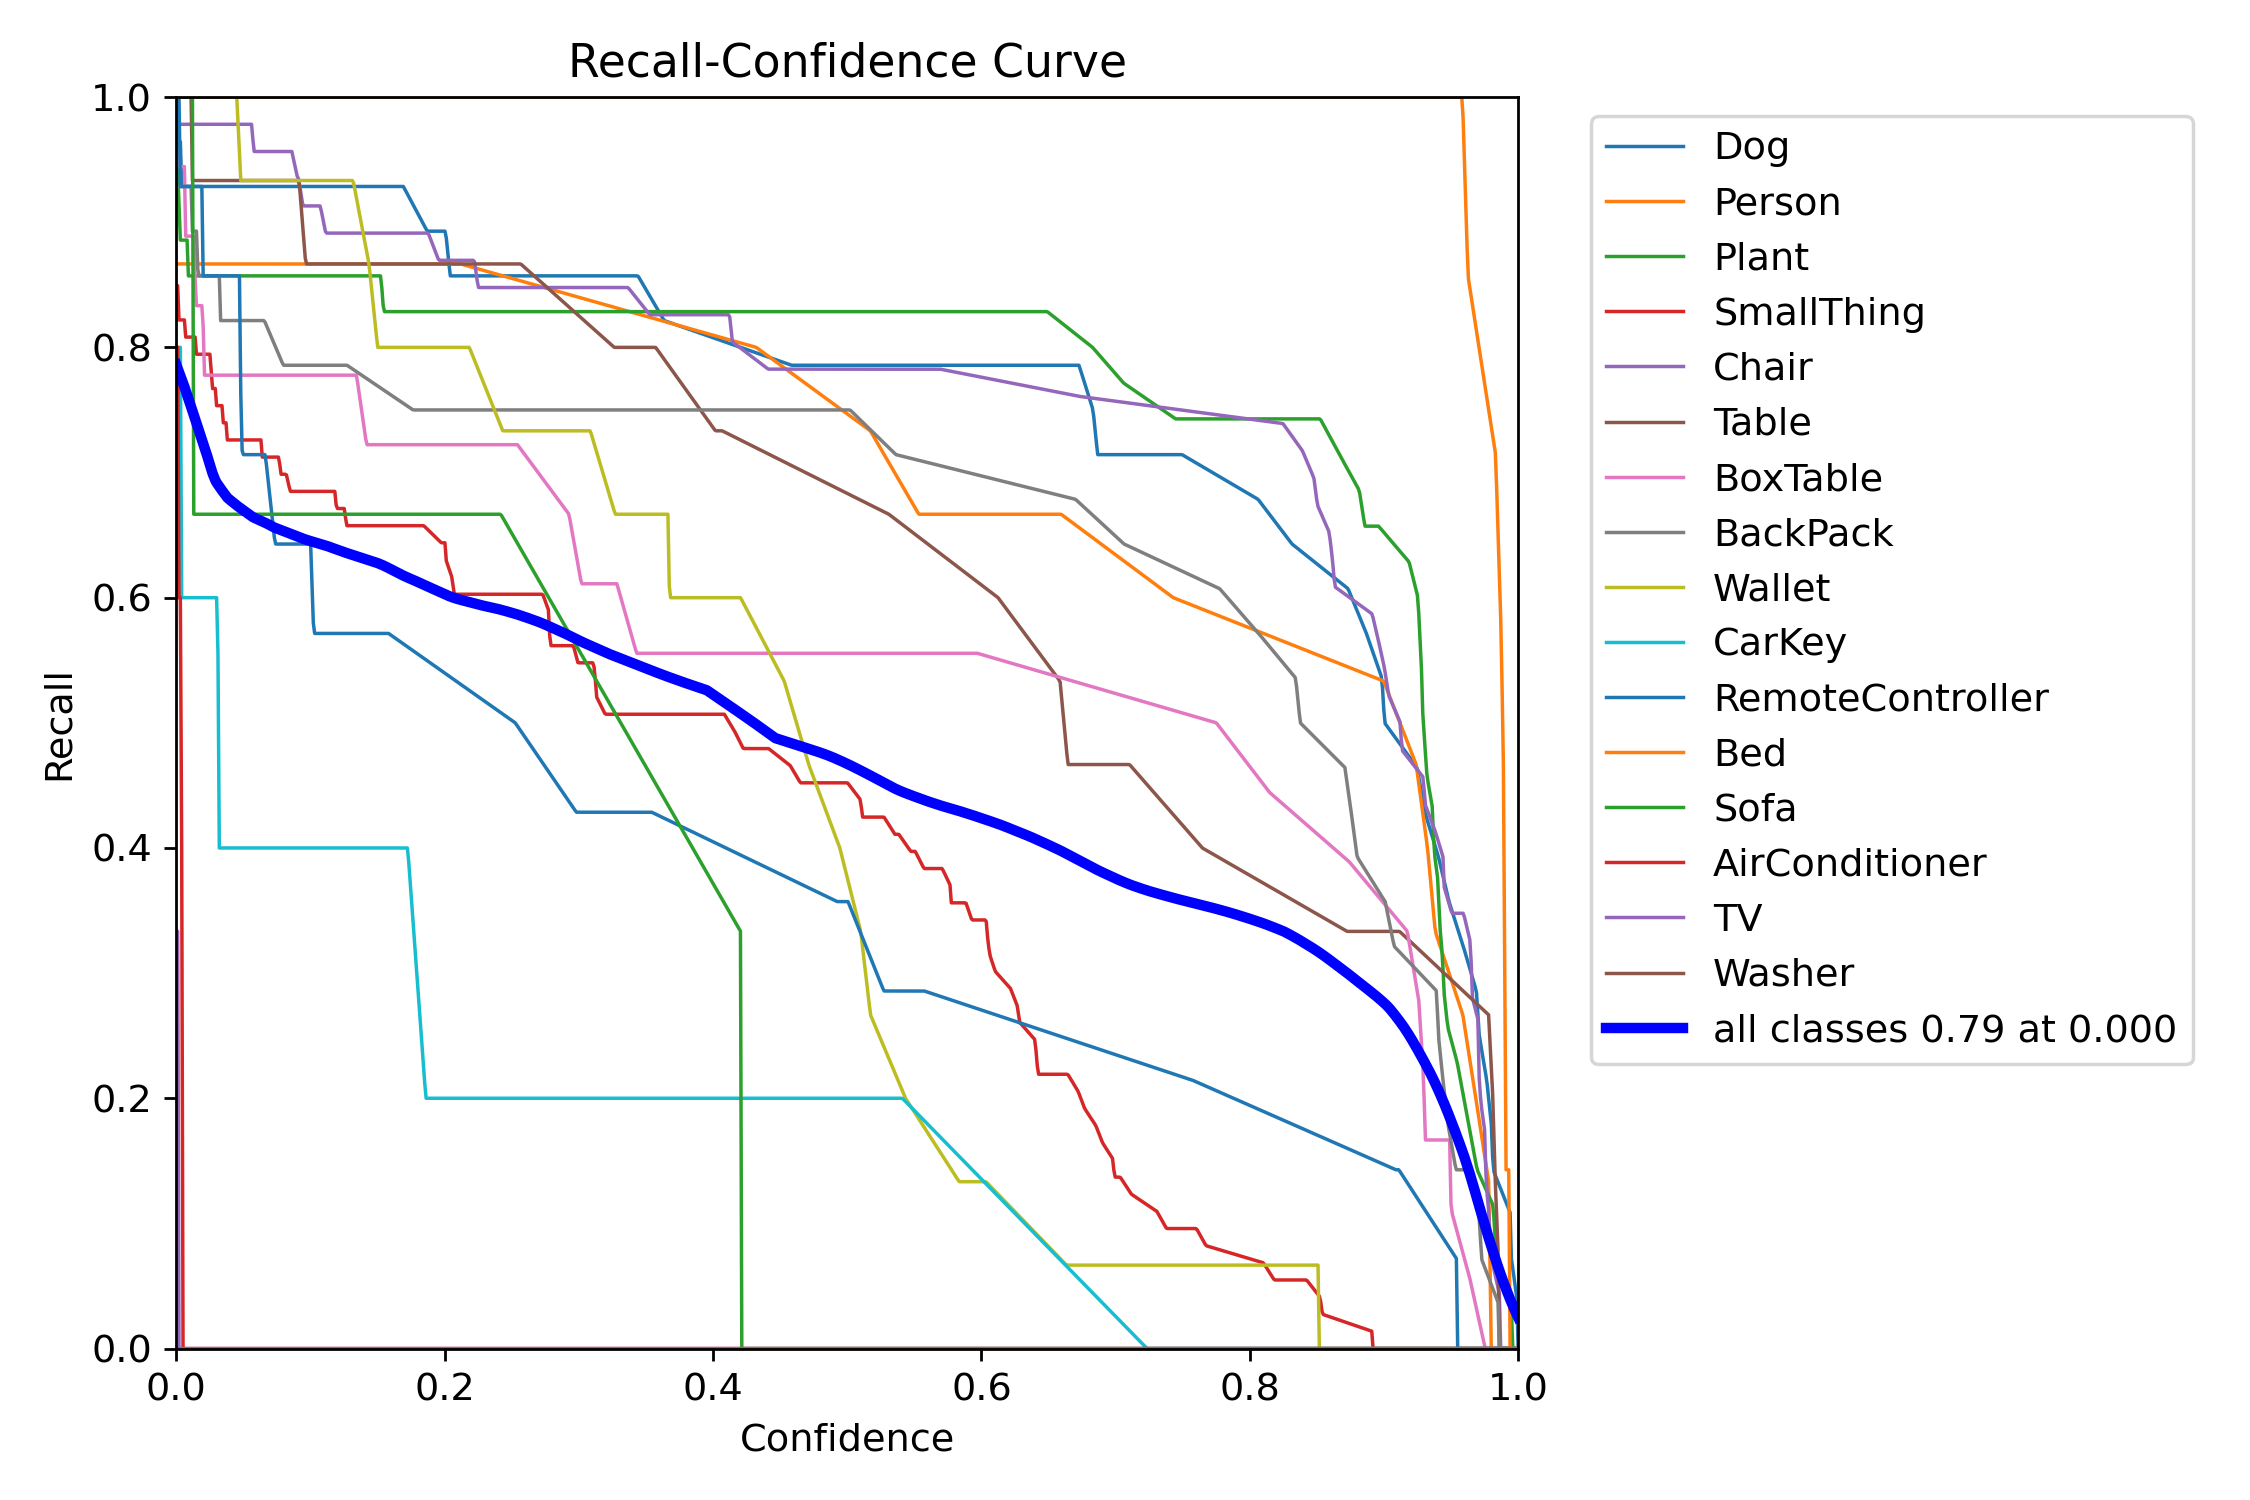 Recall-Confidence Curve
1.0
0.8
0.6
0.4
0.2
0.0
Recall
0.0 0.2 0.4 0.6 0.8 1.0
Confidence
Dog
Person
Plant
SmallThing
Chair
Table
BoxTable
BackPack
Wallet
CarKey
RemoteController
Bed
Sofa
AirConditioner
TV
Washer
all classes 0.79 at 0.000